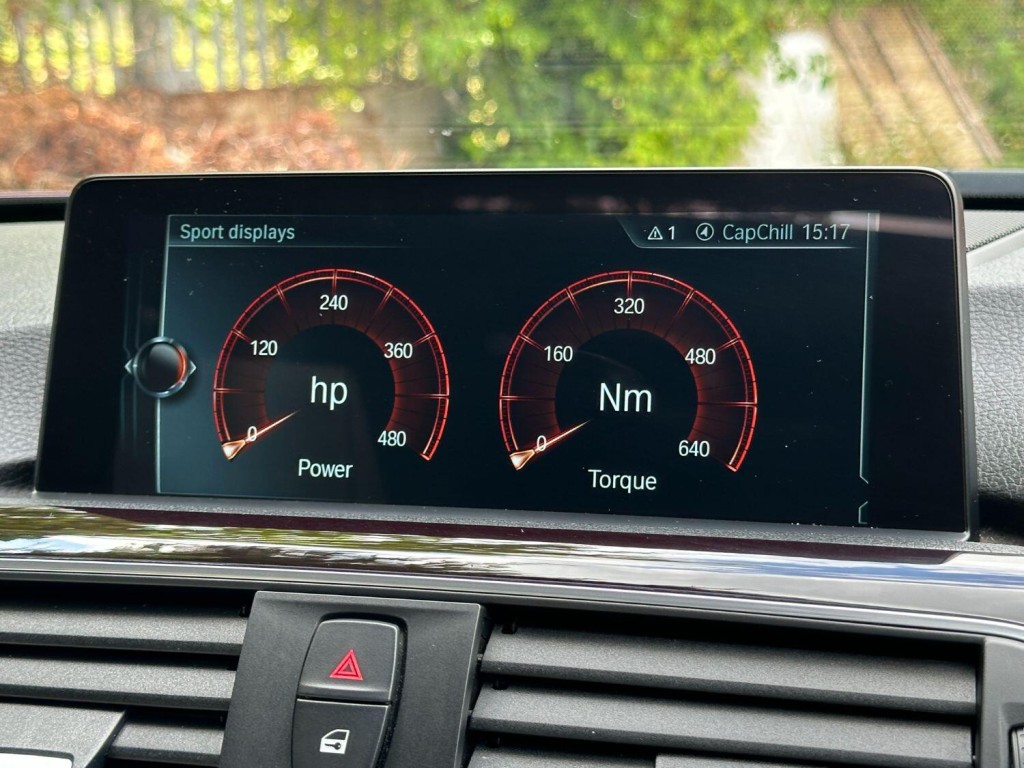 Sport displays
1 CapChill 15:17
0 120 240 360 480
hp
Power
0 160 320 480 640
Nm
Torque